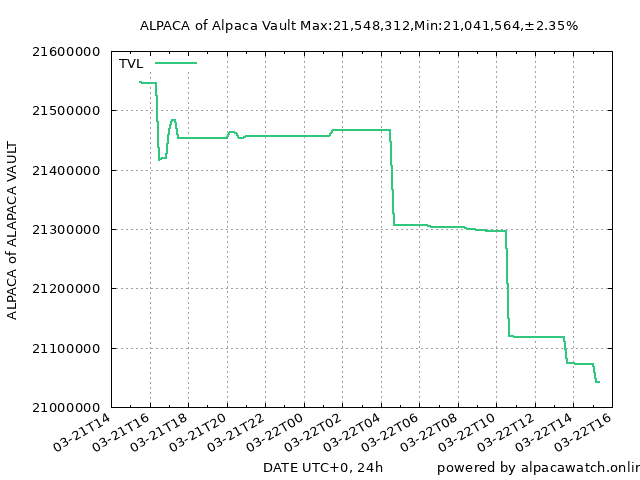 ALPACA of Alpaca Vault Max:21,548,312,Min:21,041,564,±2.35%
TVL
21600000
21500000
21400000
21300000
21200000
21100000
21000000
ALPACA of ALAPACA VAULT
03-21T14
03-21T16
03-21T18
03-21T20
03-21T22
03-22T00
03-22T02
03-22T04
03-22T06
03-22T08
03-22T10
03-22T12
03-22T14
03-22T16
DATE UTC+0, 24h
powered by alpacawatch.onlin